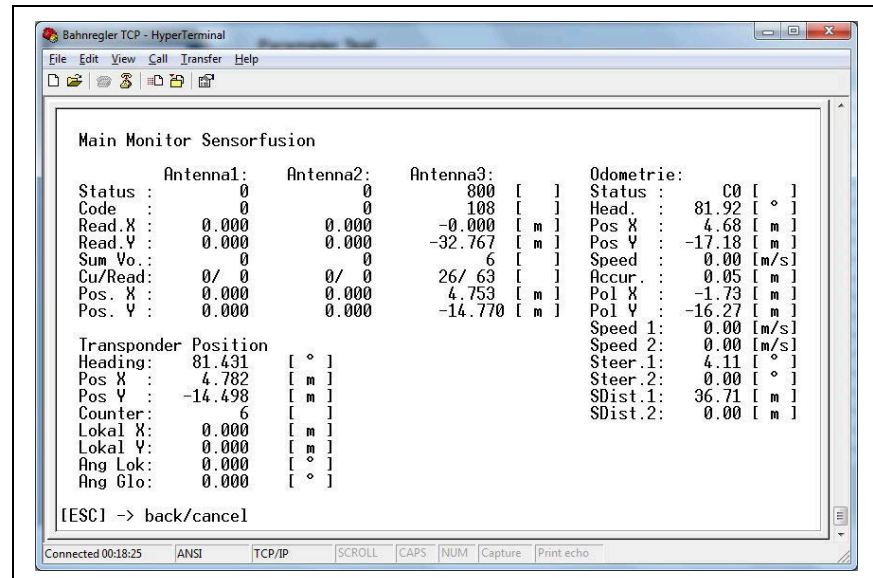 Bahnregler TCP - HyperTerminal
File Edit View Call Transfer Help
Main Monitor Sensorfusion
Antenna1: Antenna2: Antenna3: Odometrie:
Status : 0 0 800 [ ] Status : C0 [ ]
Code : 0 0 108 [ ] Head. : 81.92 [ ° ]
Read.X : 0.000 0.000 -0.000 [ m ] Pos X : 4.68 [ m ]
Read.Y : 0.000 0.000 -32.767 [ m ] Pos Y : -17.18 [ m ]
Sum Vo.: 0 0 6 [ ] Speed : 0.00 [m/s]
Cu/Read: 0/ 0 0/ 0 26/ 63 [ ] Accur. : 0.05 [ m ]
Pos. X : 0.000 0.000 4.753 [ m ] Pol X : -1.73 [ m ]
Pos. Y : 0.000 0.000 -14.770 [ m ] Pol Y : -16.27 [ m ]
Speed 1: 0.00 [m/s]
Transponder Position Speed 2: 0.00 [m/s]
Heading: 81.431 [ ° ] Steer.1: 4.11 [ ° ]
Pos X : 4.782 [ m ] Steer.2: 0.00 [ ° ]
Pos Y : -14.498 [ m ] SDist.1: 36.71 [ m ]
Counter: 6 [ ] SDist.2: 0.00 [ m ]
Lokal X: 0.000 [ m ]
Lokal Y: 0.000 [ m ]
Ang Lok: 0.000 [ ° ]
Ang Glo: 0.000 [ ° ]
[ESC] -> back/cancel
Connected 00:18:25 ANSI TCP/IP SCROLL CAPS NUM Capture Print echo